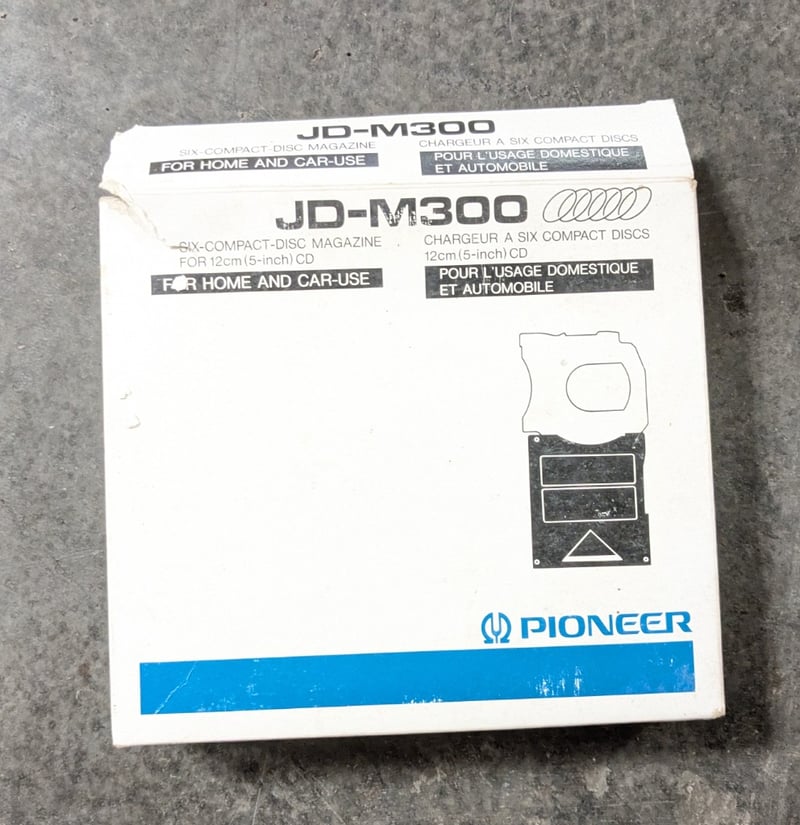 JD-M300
SIX-COMPACT-DISC MAGAZINE
FOR HOME AND CAR-USE
CHARGEUR A SIX COMPACT DISCS
POUR L'USAGE DOMESTIQUE
ET AUTOMOBILE
JD-M300
SIX-COMPACT-DISC MAGAZINE
FOR 12cm (5-inch) CD
FOR HOME AND CAR-USE
CHARGEUR A SIX COMPACT DISCS
12cm (5-inch) CD
POUR L'USAGE DOMESTIQUE
ET AUTOMOBILE
PIONEER